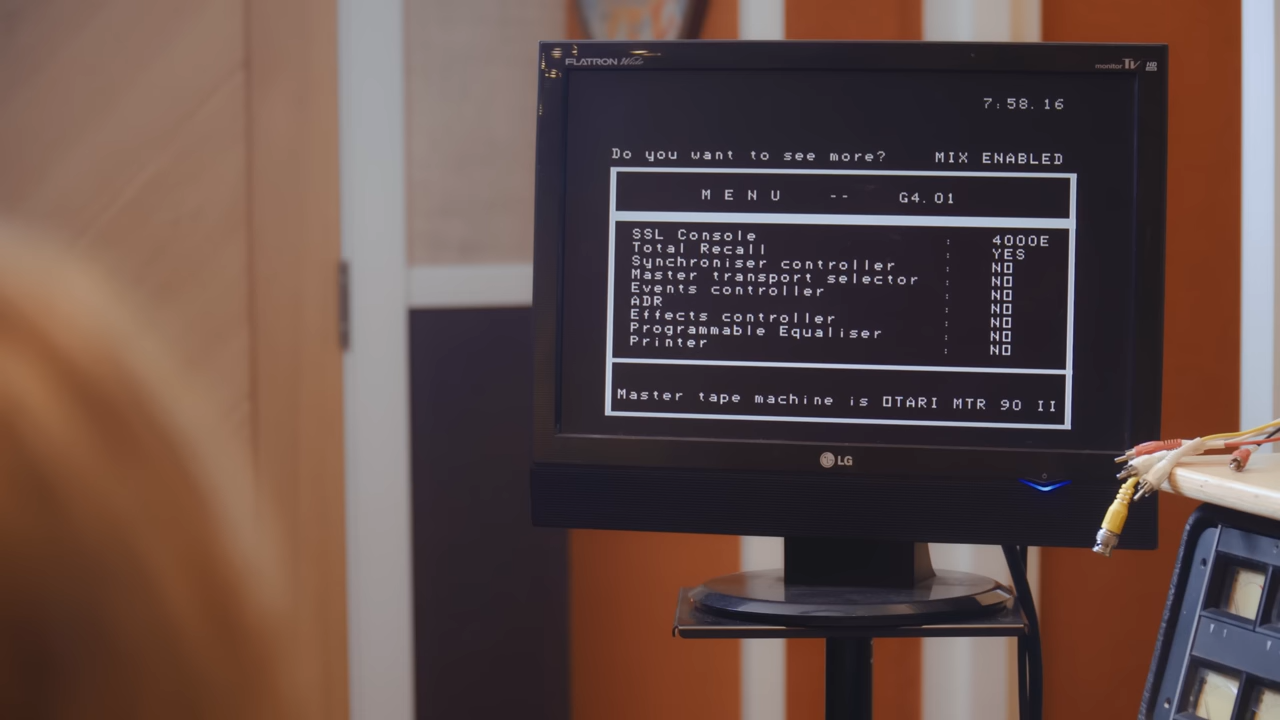 FLATRON Wide
monitor TV HD
7:58.16
Do you want to see more? MIX ENABLED
M E N U -- G4.01
SSL Console : 4000E
Total Recall : YES
Synchroniser controller : NO
Master transport selector : NO
Events controller : NO
ADR : NO
Effects controller : NO
Programmable Equaliser : NO
Printer : NO
Master tape machine is OTARI MTR 90 II
LG